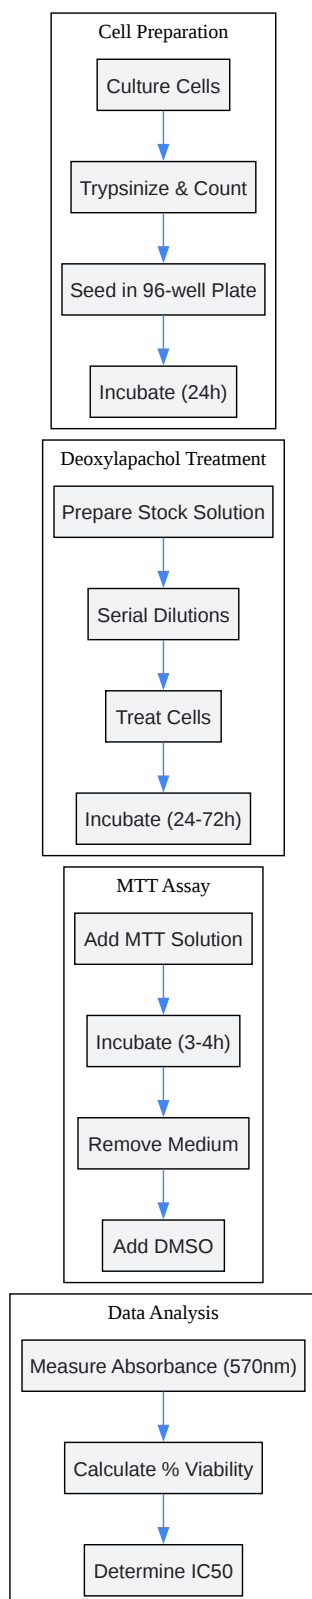 Cell Preparation
Culture Cells
Trypsinize & Count
Seed in 96-well Plate
Incubate (24h)
Deoxylapachol Treatment
Prepare Stock Solution
Serial Dilutions
Treat Cells
Incubate (24-72h)
MTT Assay
Add MTT Solution
Incubate (3-4h)
Remove Medium
Add DMSO
Data Analysis
Measure Absorbance (570nm)
Calculate % Viability
Determine IC50